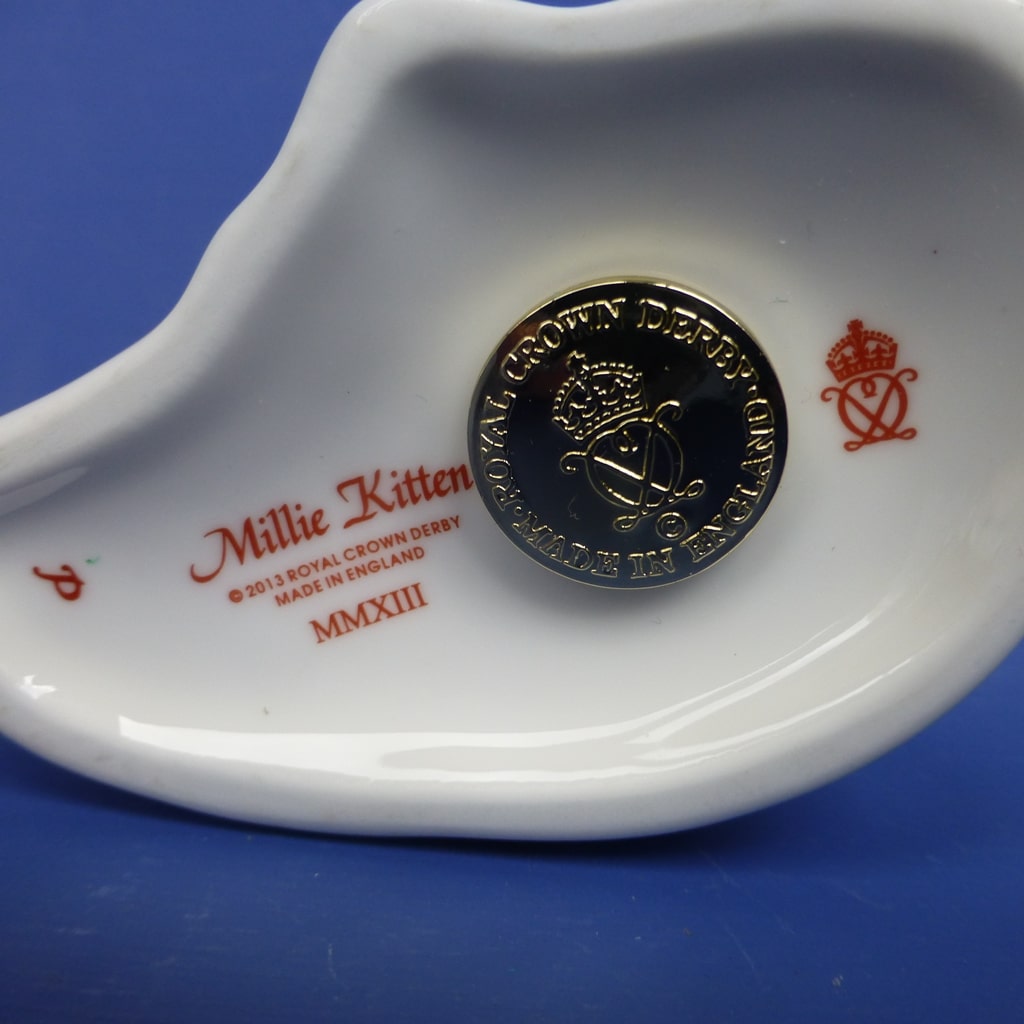 Millie Kitten
© 2013 ROYAL CROWN DERBY
MADE IN ENGLAND
MMXIII
P
ROYAL CROWN DERBY · MADE IN ENGLAND ·
©